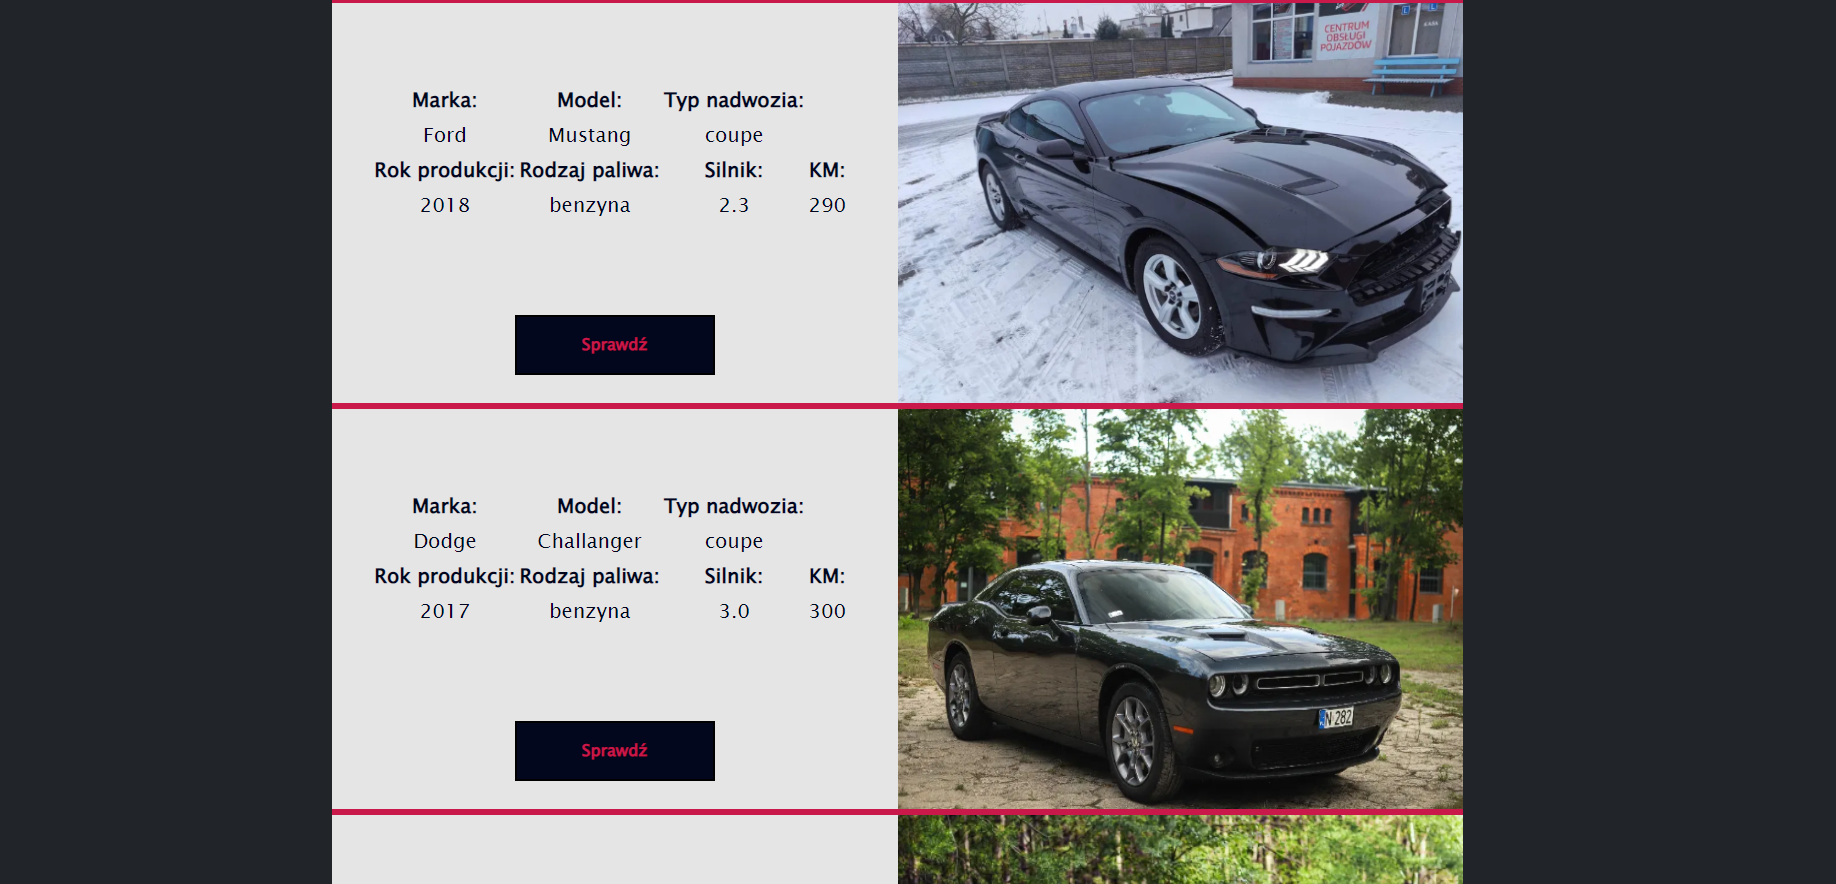 Marka: Model: Typ nadwozia:
Ford Mustang coupe
Rok produkcji: Rodzaj paliwa: Silnik: KM:
2018 benzyna 2.3 290
Sprawdź
CENTRUM
OBSŁUGI
POJAZDÓW
Marka: Model: Typ nadwozia:
Dodge Challanger coupe
Rok produkcji: Rodzaj paliwa: Silnik: KM:
2017 benzyna 3.0 300
Sprawdź
N 282